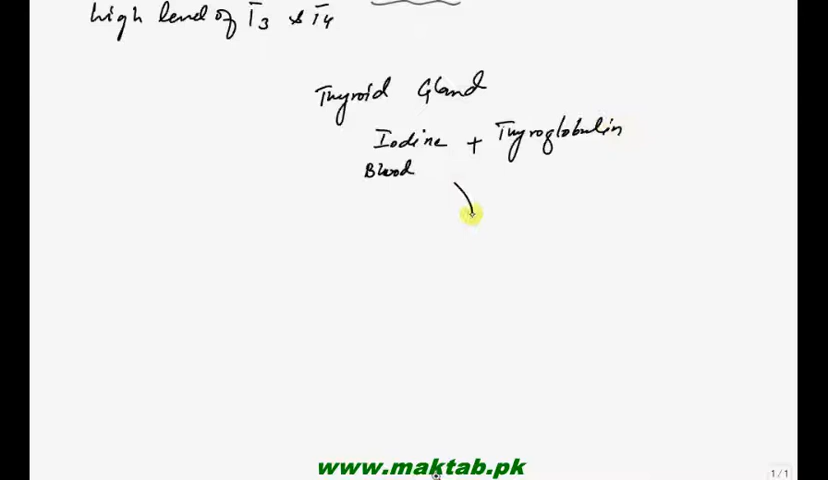 high level of T3 & T4
Thyroid Gland
Iodine + Thyroglobulin
Blood
www.maktab.pk
1/1